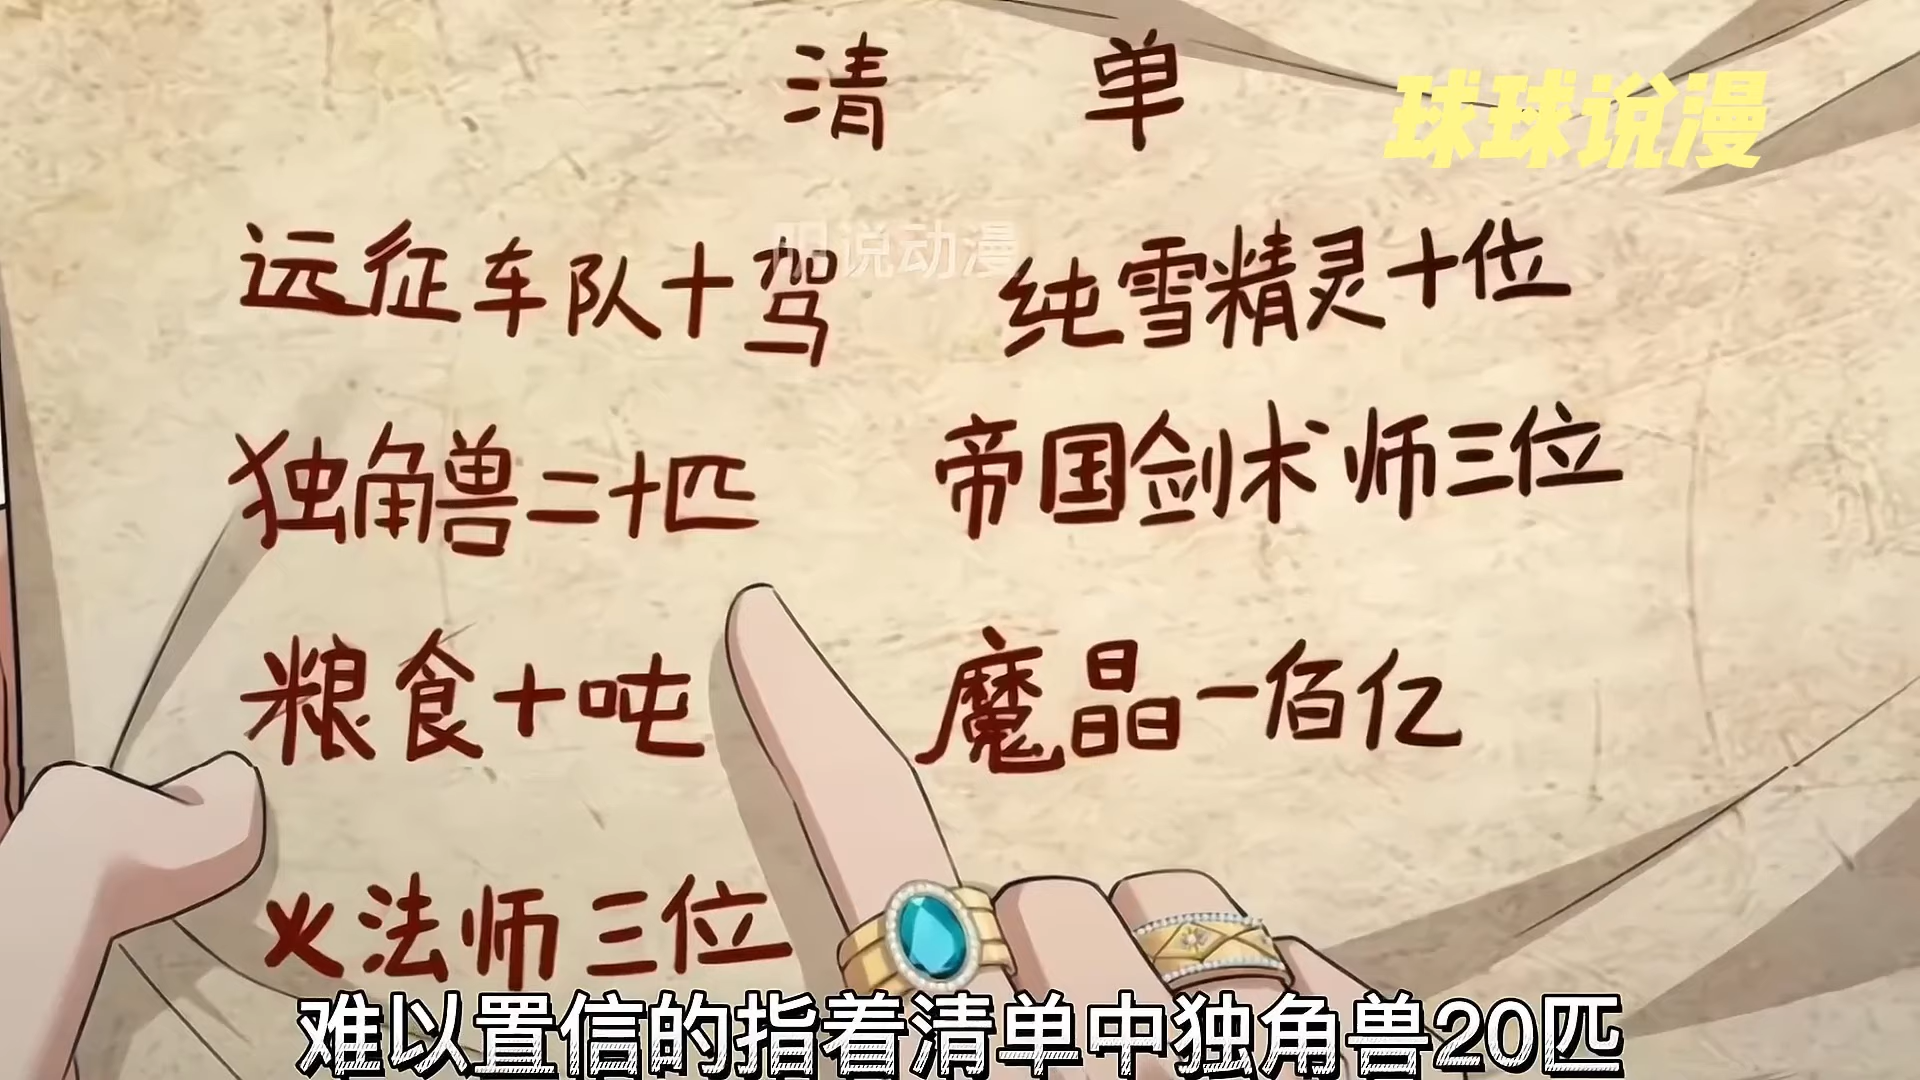 清 单
球球说漫
远征车队十驾 纯雪精灵十位
说动漫
独角兽二十匹 帝国剑术师三位
粮食十吨 魔晶一佰亿
火法师三位
难以置信的指着清单中独角兽20匹